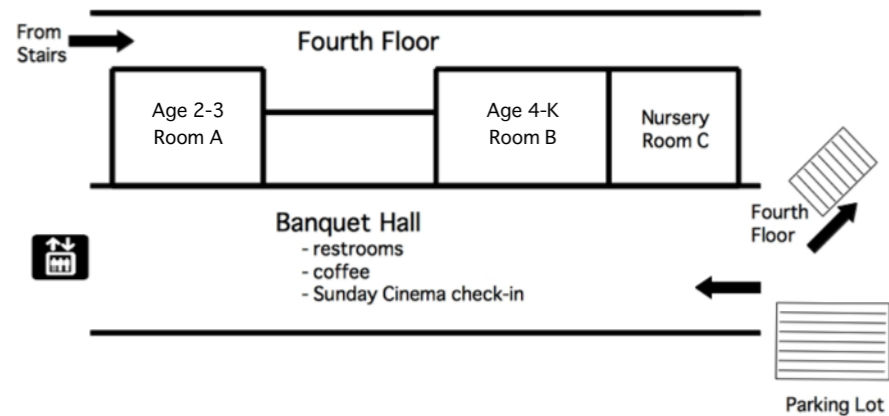 From
Stairs
Fourth Floor
Age 2-3
Room A
Age 4-K
Room B
Nursery
Room C
Banquet Hall
- restrooms
- coffee
- Sunday Cinema check-in
Fourth
Floor
Parking Lot